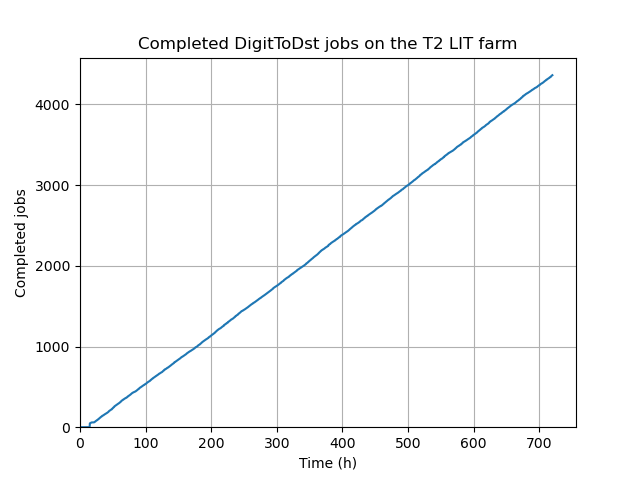 Completed DigitToDst jobs on the T2 LIT farm
Completed jobs
4000
3000
2000
1000
0
0 100 200 300 400 500 600 700
Time (h)